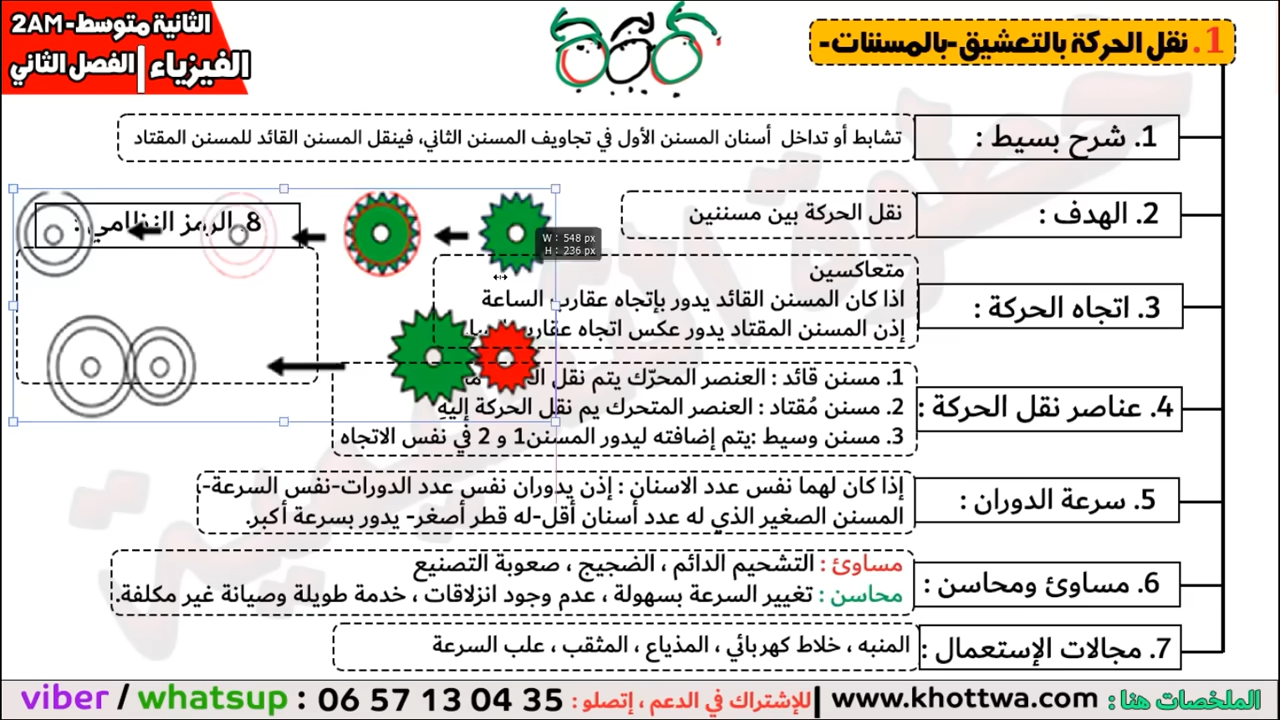 الثانية متوسط-2AM
الفيزياء | الفصل الثاني
1. نقل الحركة بالتعشيق-بالمسننات-
1. شرح بسيط :
تشابط أو تداخل أسنان المسنن الأول في تجاويف المسنن الثاني، فينقل المسنن القائد للمسنن المقتاد
2. الهدف :
نقل الحركة بين مسننين
8. الرمز النظامي :
W : 548 px
H : 236 px
3. اتجاه الحركة :
متعاكسين
اذا كان المسنن القائد يدور بإتجاه عقارب الساعة
إذن المسنن المقتاد يدور عكس اتجاه عقارب
4. عناصر نقل الحركة :
1. مسنن قائد : العنصر المحرّك يتم نقل
2. مسنن مُقتاد : العنصر المتحرك يم نقل الحركة إليه
3. مسنن وسيط :يتم إضافته ليدور المسنن1 و 2 في نفس الاتجاه
5. سرعة الدوران :
إذا كان لهما نفس عدد الاسنان : إذن يدوران نفس عدد الدورات-نفس السرعة-
المسنن الصغير الذي له عدد أسنان أقل-له قطر أصغر- يدور بسرعة أكبر.
6. مساوئ ومحاسن :
مساوئ : التشحيم الدائم ، الضجيج ، صعوبة التصنيع
محاسن : تغيير السرعة بسهولة ، عدم وجود انزلاقات ، خدمة طويلة وصيانة غير مكلفة.
7. مجالات الإستعمال :
المنبه ، خلاط كهربائي ، المذياع ، المثقب ، علب السرعة
الملخصات هنا : www.khottwa.com | للإشتراك في الدعم ، إتصلو : viber / whatsup : 06 57 13 04 35